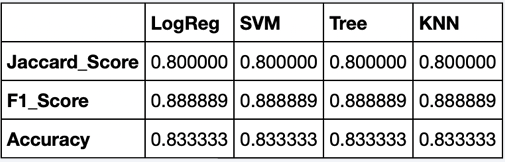 LogReg SVM Tree KNN
Jaccard_Score 0.800000 0.800000 0.800000 0.800000
F1_Score 0.888889 0.888889 0.888889 0.888889
Accuracy 0.833333 0.833333 0.833333 0.833333